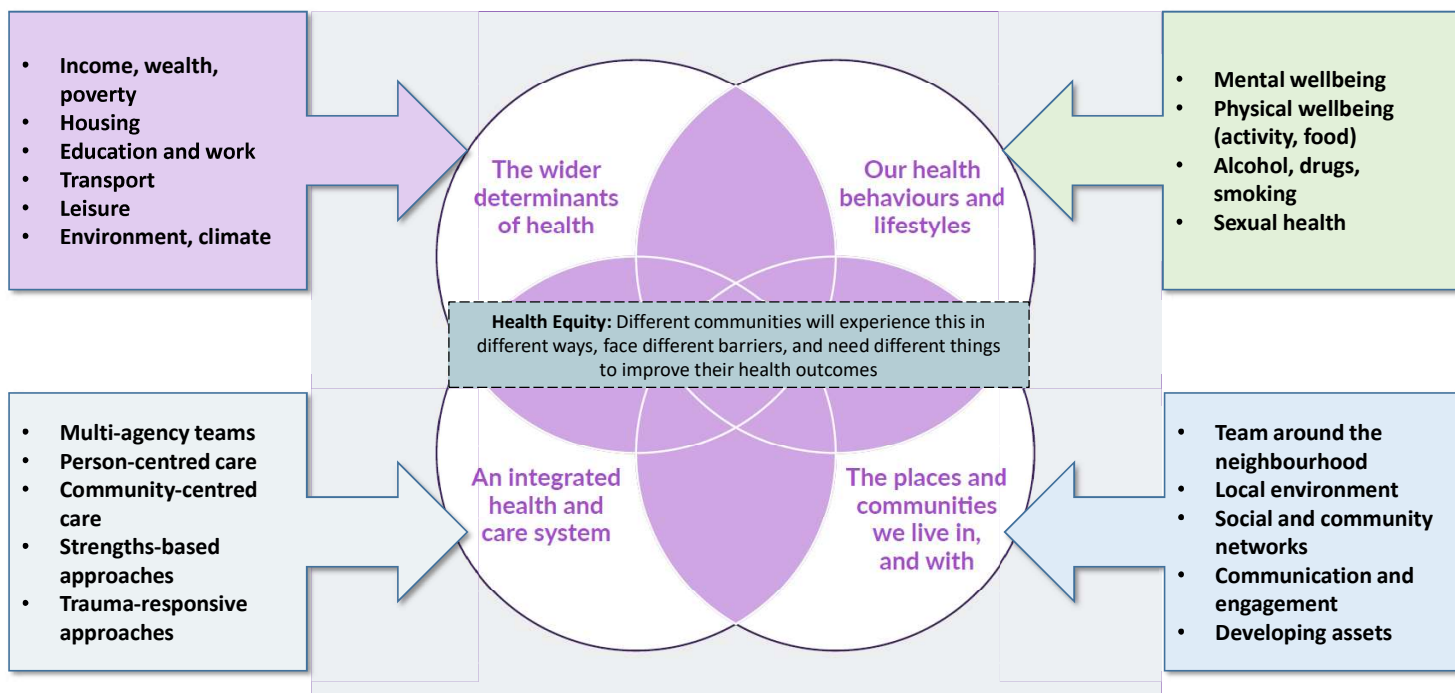 • Income, wealth,
poverty
• Housing
• Education and work
• Transport
• Leisure
• Environment, climate
The wider
determinants
of health
Our health
behaviours and
lifestyles
• Mental wellbeing
• Physical wellbeing
(activity, food)
• Alcohol, drugs,
smoking
• Sexual health
Health Equity: Different communities will experience this in
different ways, face different barriers, and need different things
to improve their health outcomes
• Multi-agency teams
• Person-centred care
• Community-centred
care
• Strengths-based
approaches
• Trauma-responsive
approaches
An integrated
health and
care system
The places and
communities
we live in,
and with
• Team around the
neighbourhood
• Local environment
• Social and community
networks
• Communication and
engagement
• Developing assets